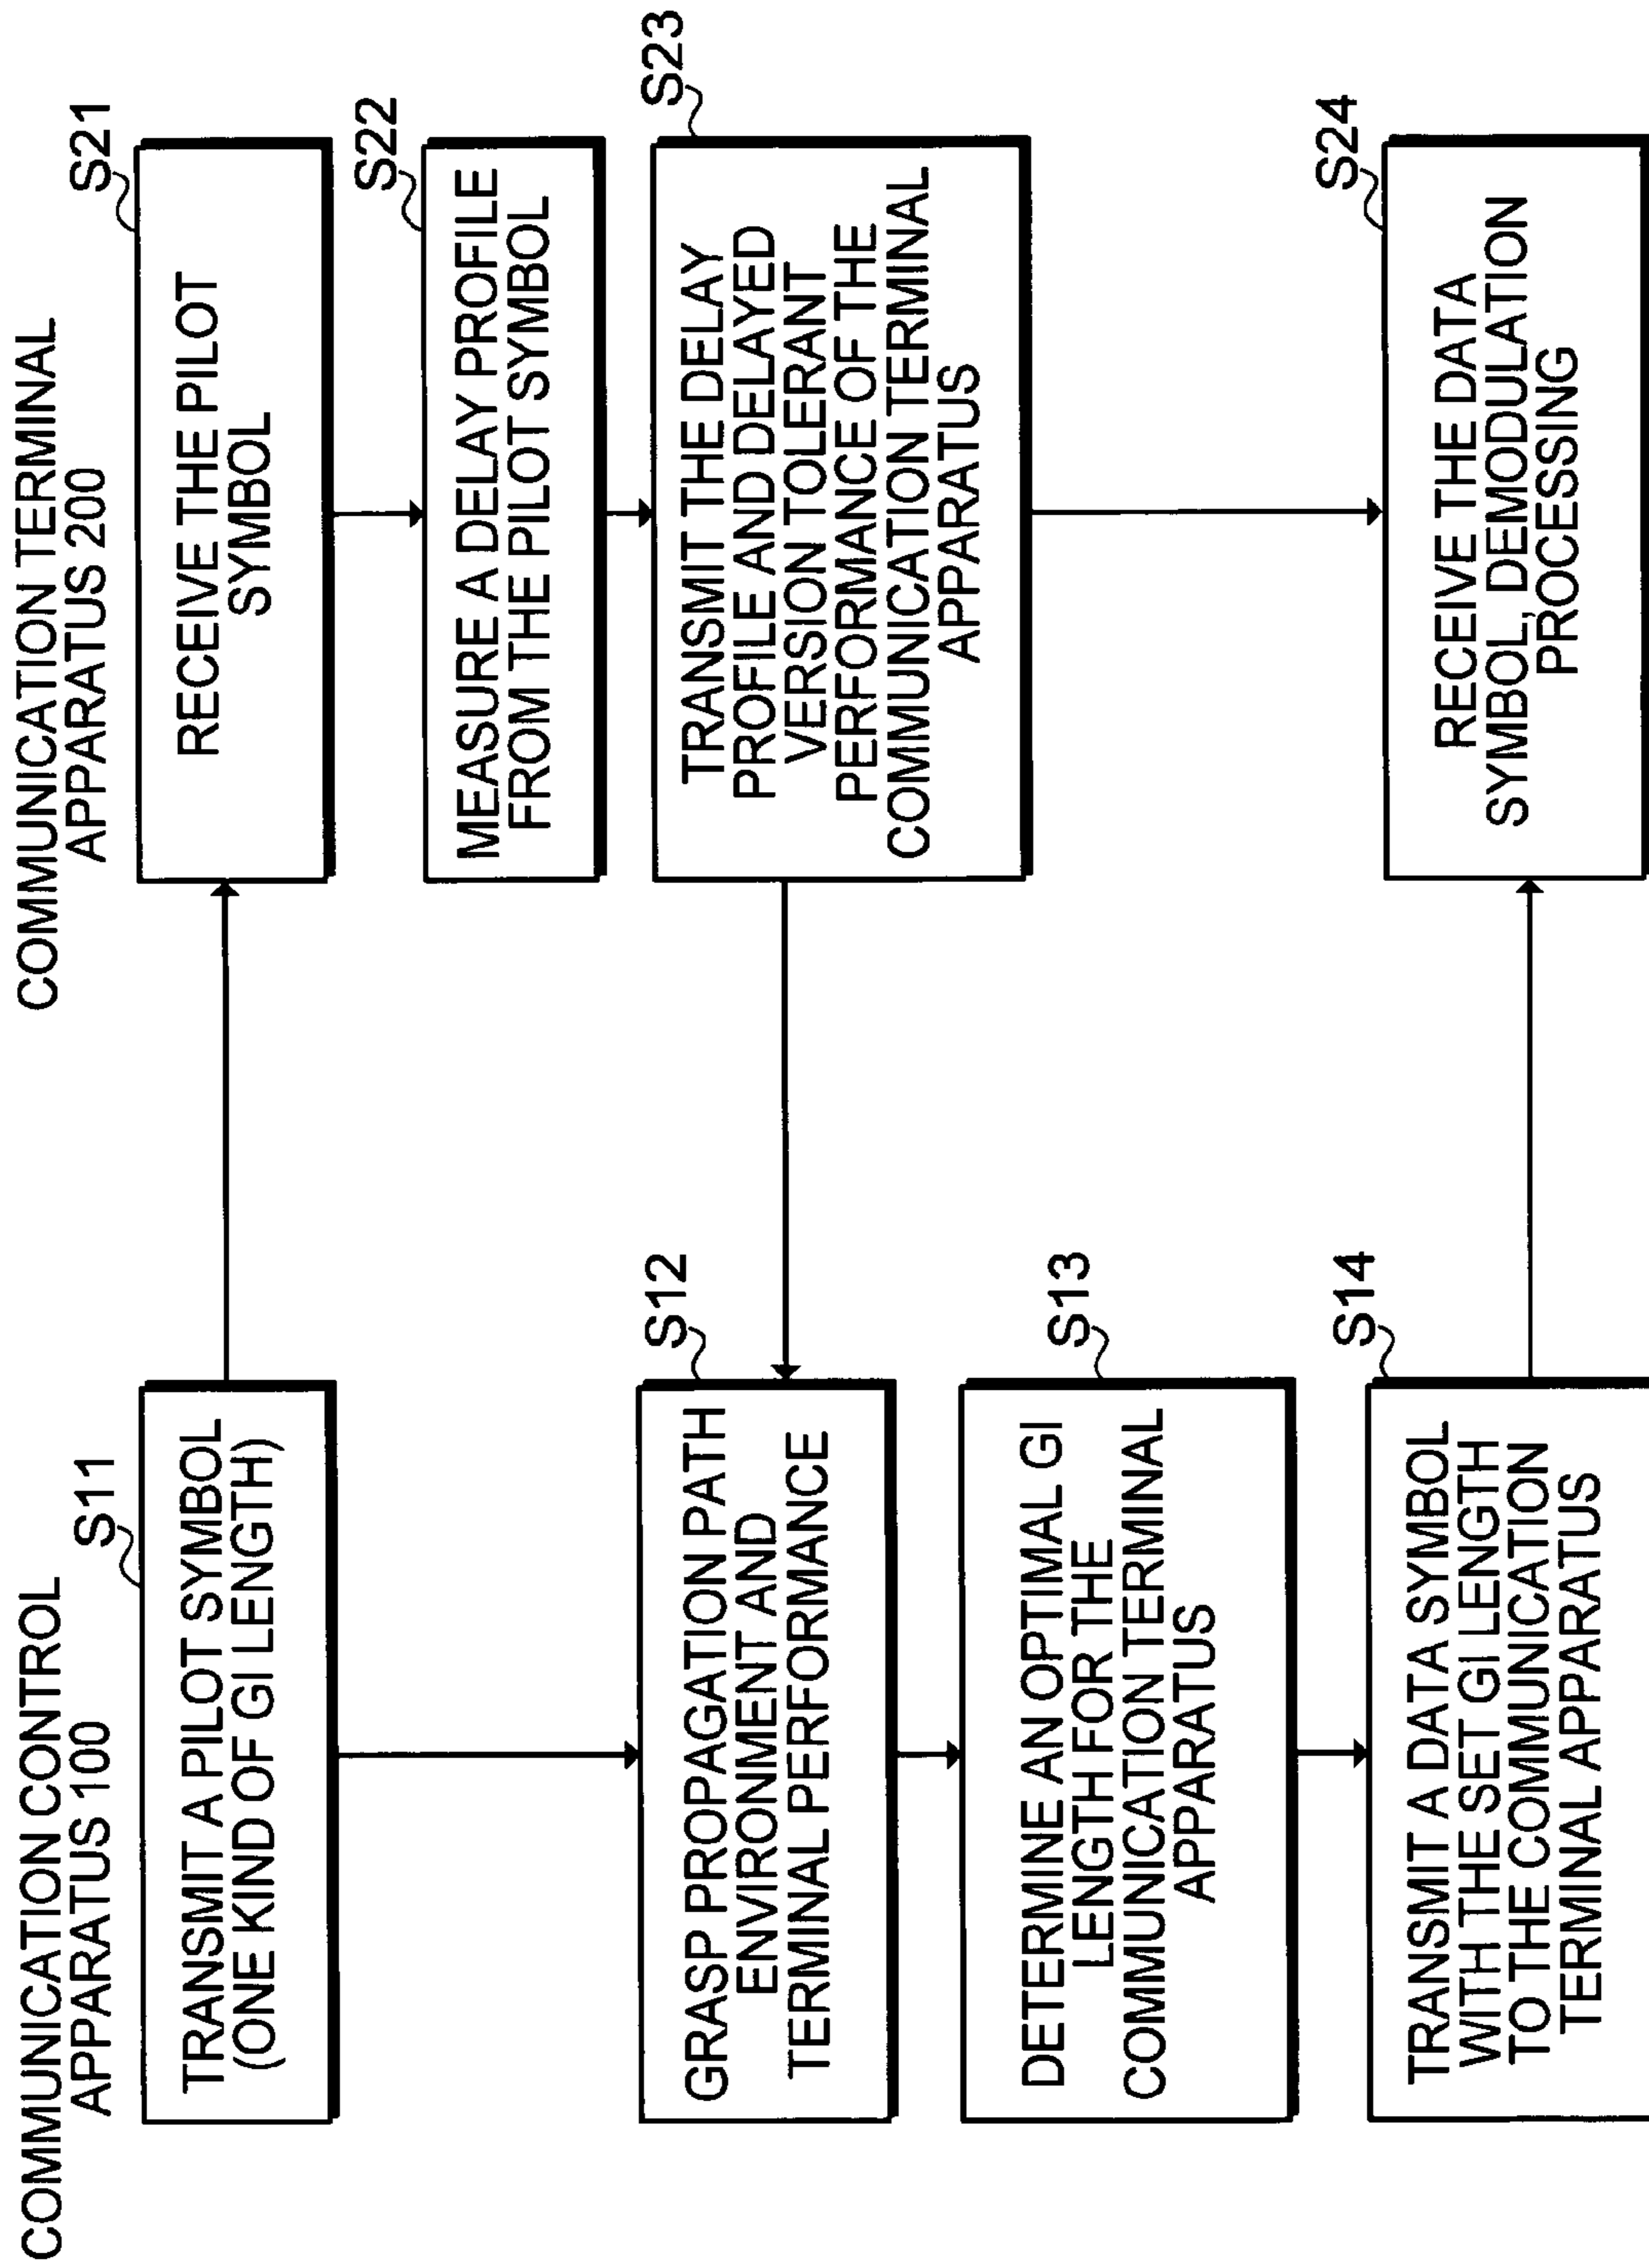 COMMUNICATION CONTROL
APPARATUS 100
S11
TRANSMIT A PILOT SYMBOL
(ONE KIND OF GI LENGTH)
S12
GRASP PROPAGATION PATH
ENVIRONMENT AND
TERMINAL PERFORMANCE
S13
DETERMINE AN OPTIMAL GI
LENGTH FOR THE
COMMUNICATION TERMINAL
APPARATUS
S14
TRANSMIT A DATA SYMBOL
WITH THE SET GI LENGTH
TO THE COMMUNICATION
TERMINAL APPARATUS
COMMUNICATION TERMINAL
APPARATUS 200
S21
RECEIVE THE PILOT
SYMBOL
S22
MEASURE A DELAY PROFILE
FROM THE PILOT SYMBOL
S23
TRANSMIT THE DELAY
PROFILE AND DELAYED
VERSION TOLERANT
PERFORMANCE OF THE
COMMUNICATION TERMINAL
APPARATUS
S24
RECEIVE THE DATA
SYMBOL, DEMODULATION
PROCESSING